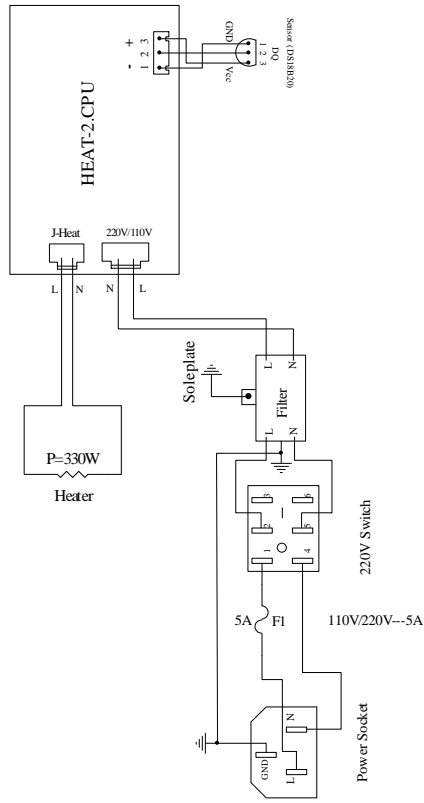 Sensor (DS18B20)
DQ
GND
Vcc
1
2
3
+
-
3
2
1
HEAT-2.CPU
J-Heat
220V/110V
L
N
N
L
P=330W
Heater
Soleplate
L
N
Filter
L
N
3
6
2
5
1
4
220V Switch
5A
F1
110V/220V---5A
N
GND
L
Power Socket